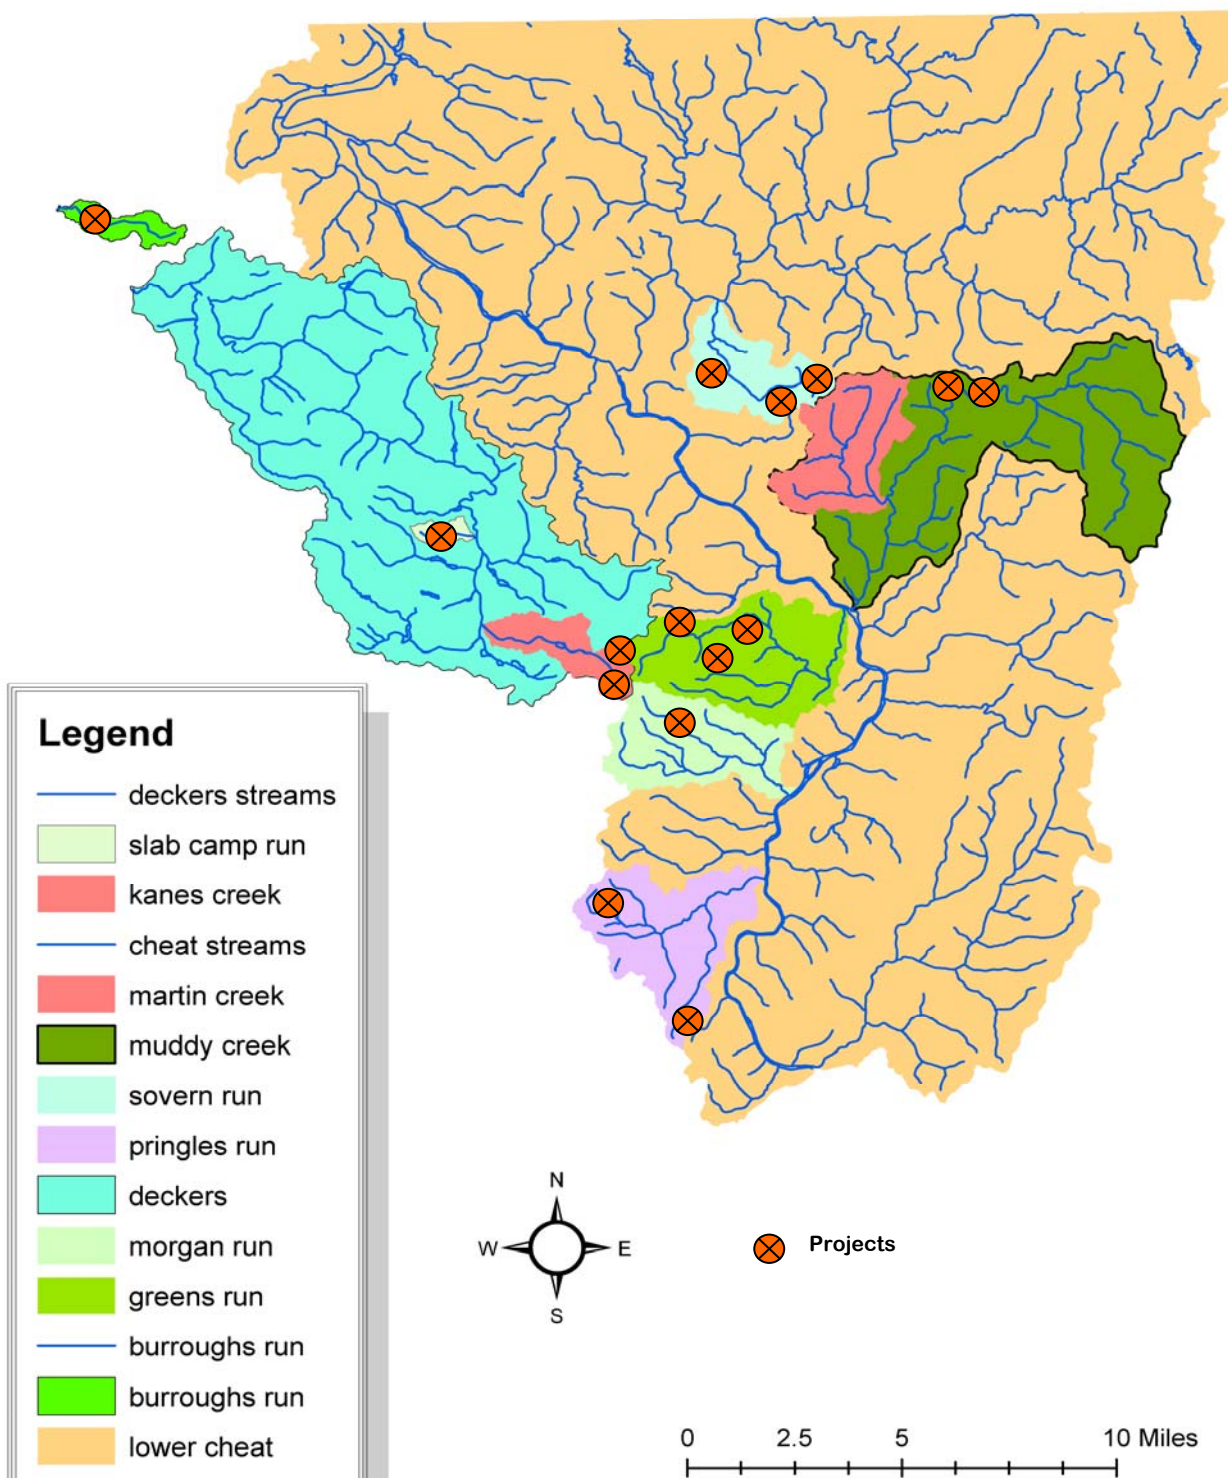 Legend
deckers streams
slab camp run
kanes creek
cheat streams
martin creek
muddy creek
sovern run
pringles run
deckers
morgan run
greens run
burroughs run
burroughs run
lower cheat
N
W E
S
Projects
0 2.5 5 10 Miles